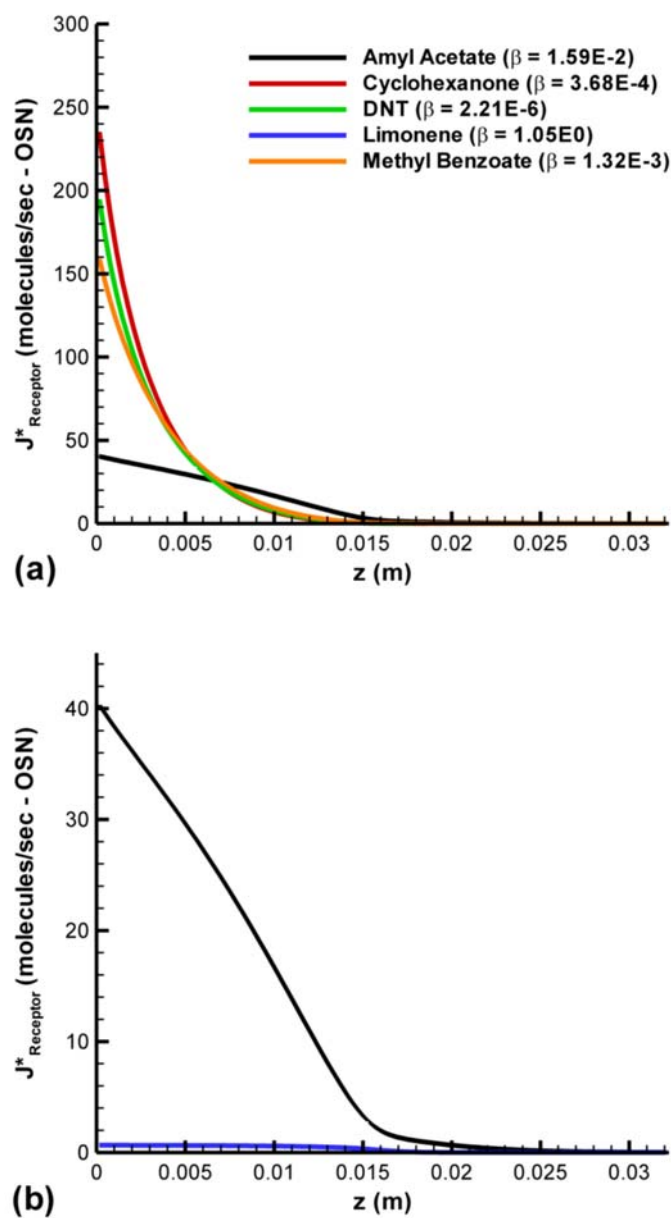 300
250
200
150
100
50
0
J*Receptor (molecules/sec - OSN)
Amyl Acetate (β = 1.59E-2)
Cyclohexanone (β = 3.68E-4)
DNT (β = 2.21E-6)
Limonene (β = 1.05E0)
Methyl Benzoate (β = 1.32E-3)
0 0.005 0.01 0.015 0.02 0.025 0.03
z (m)
(a)
40
30
20
10
0
J*Receptor (molecules/sec - OSN)
0 0.005 0.01 0.015 0.02 0.025 0.03
z (m)
(b)